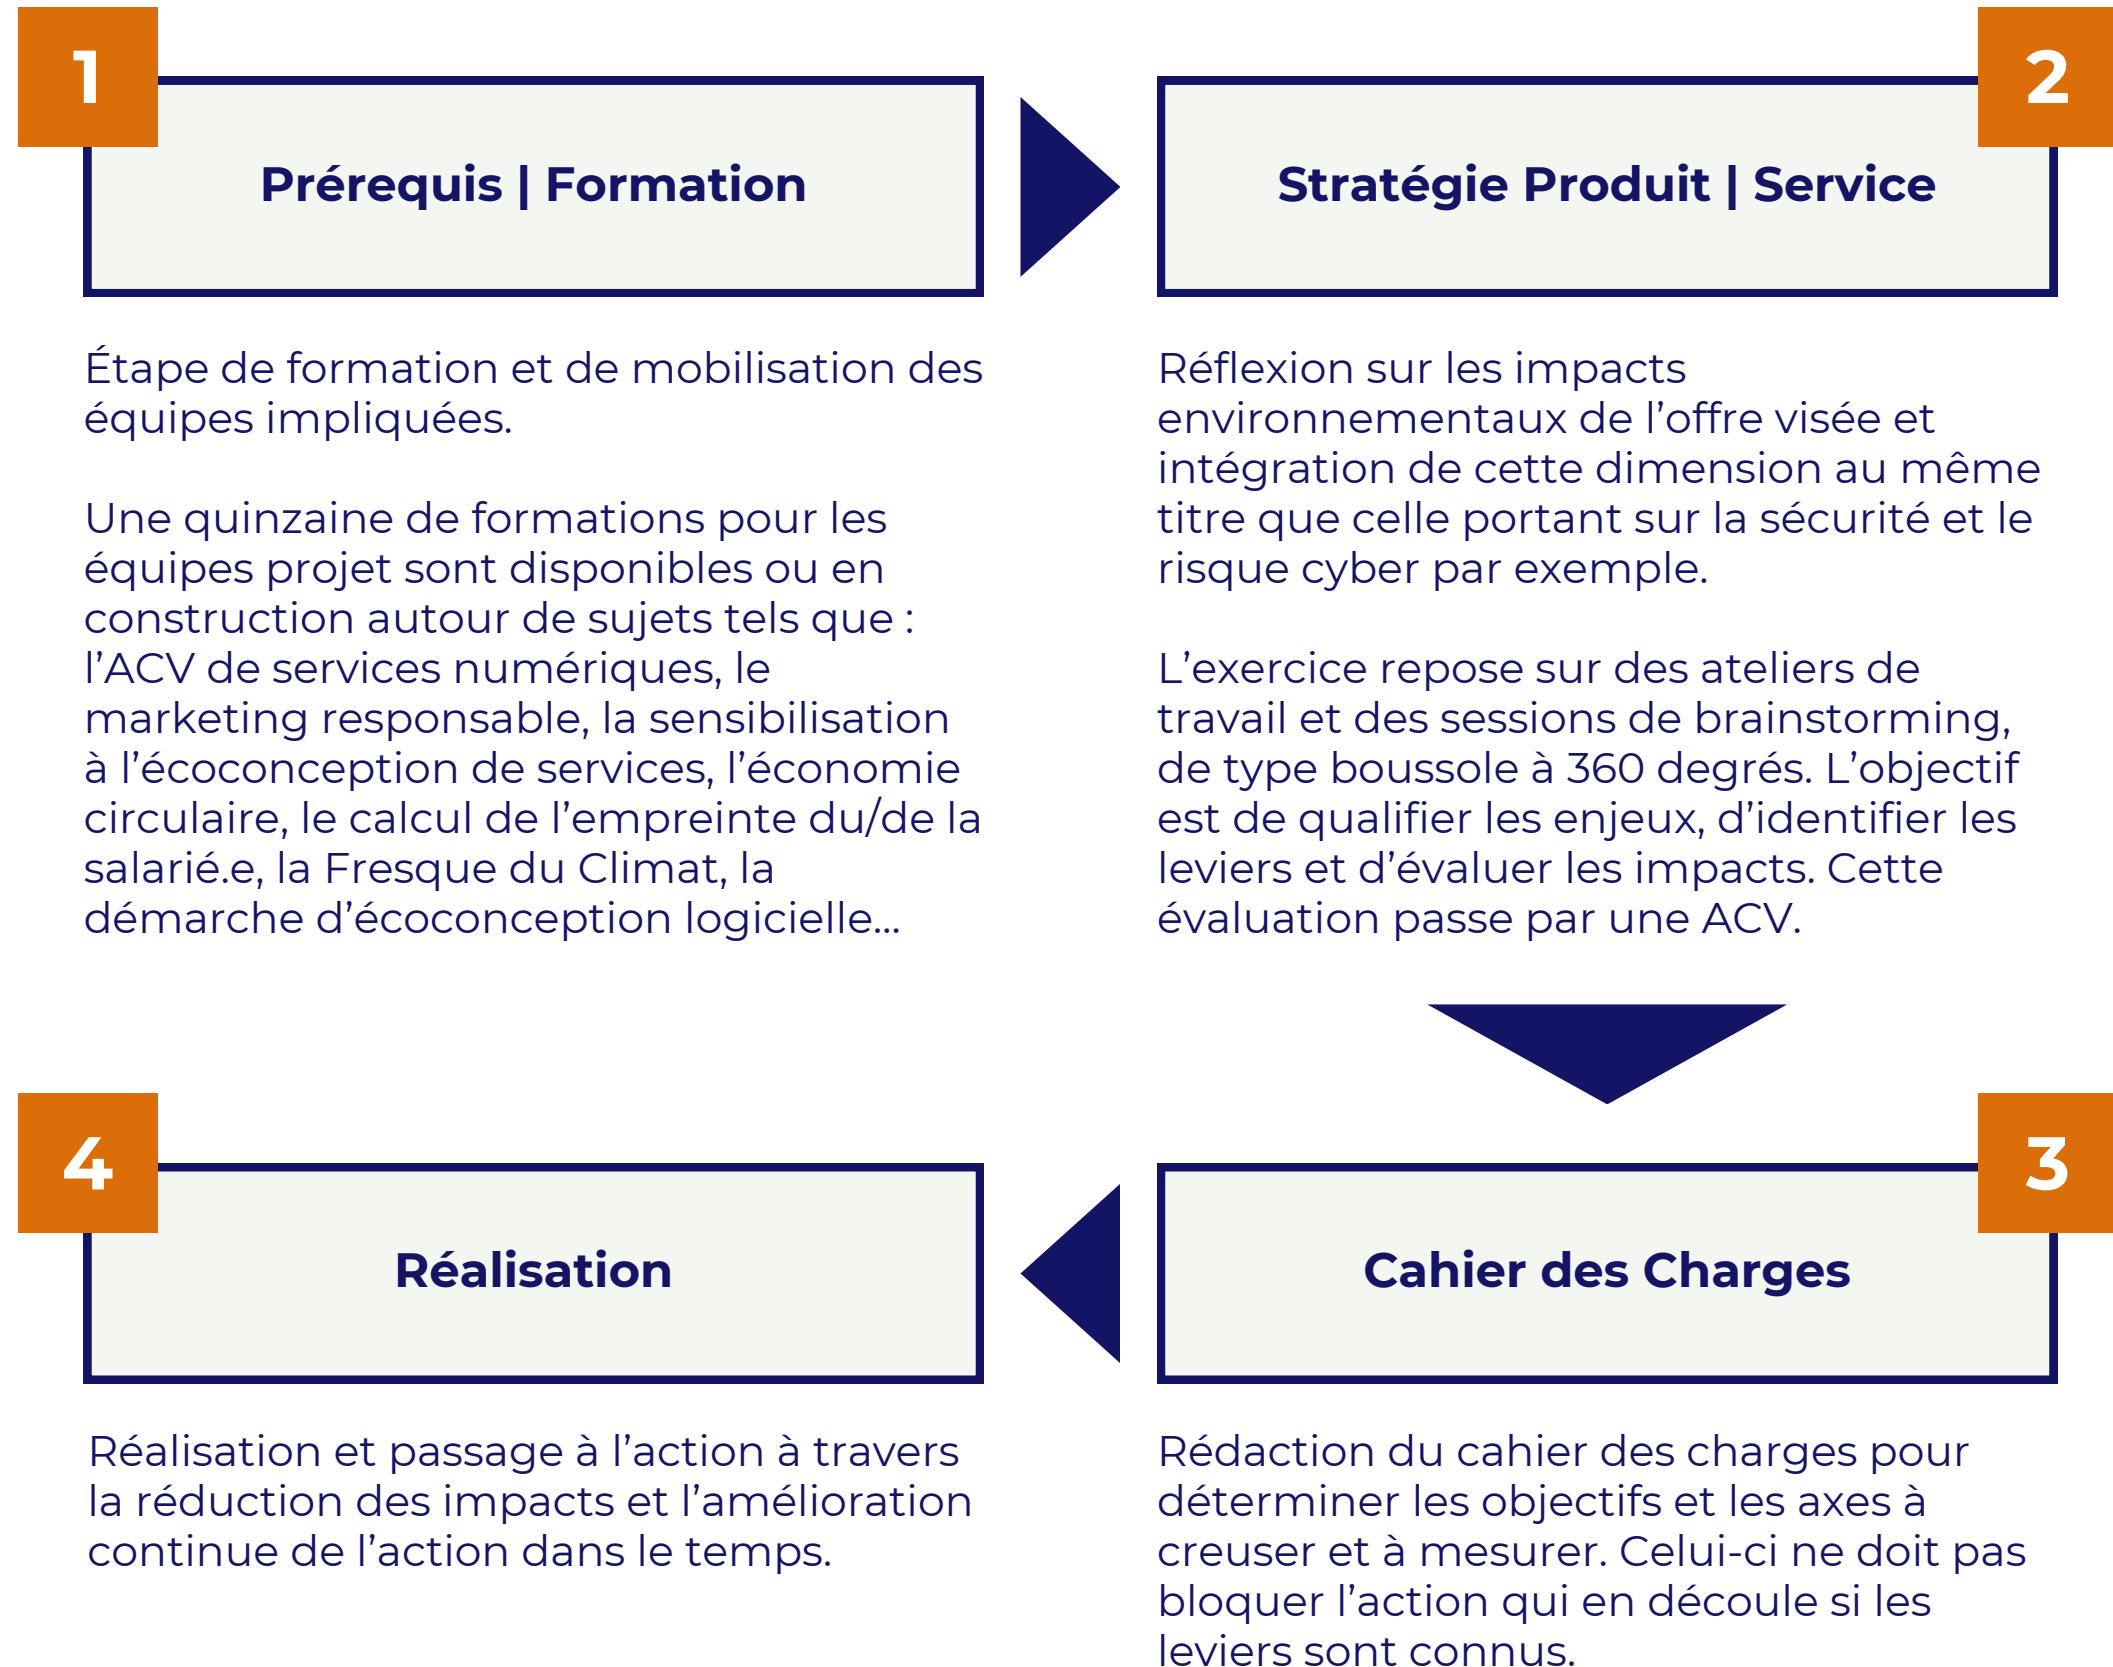 1
Prérequis | Formation
Étape de formation et de mobilisation des
équipes impliquées.
Une quinzaine de formations pour les
équipes projet sont disponibles ou en
construction autour de sujets tels que :
l’ACV de services numériques, le
marketing responsable, la sensibilisation
à l’écoconception de services, l’économie
circulaire, le calcul de l’empreinte du/de la
salarié.e, la Fresque du Climat, la
démarche d’écoconception logicielle...
2
Stratégie Produit | Service
Réflexion sur les impacts
environnementaux de l’offre visée et
intégration de cette dimension au même
titre que celle portant sur la sécurité et le
risque cyber par exemple.
L’exercice repose sur des ateliers de
travail et des sessions de brainstorming,
de type boussole à 360 degrés. L’objectif
est de qualifier les enjeux, d’identifier les
leviers et d’évaluer les impacts. Cette
évaluation passe par une ACV.
3
Cahier des Charges
Rédaction du cahier des charges pour
déterminer les objectifs et les axes à
creuser et à mesurer. Celui-ci ne doit pas
bloquer l’action qui en découle si les
leviers sont connus.
4
Réalisation
Réalisation et passage à l’action à travers
la réduction des impacts et l’amélioration
continue de l’action dans le temps.